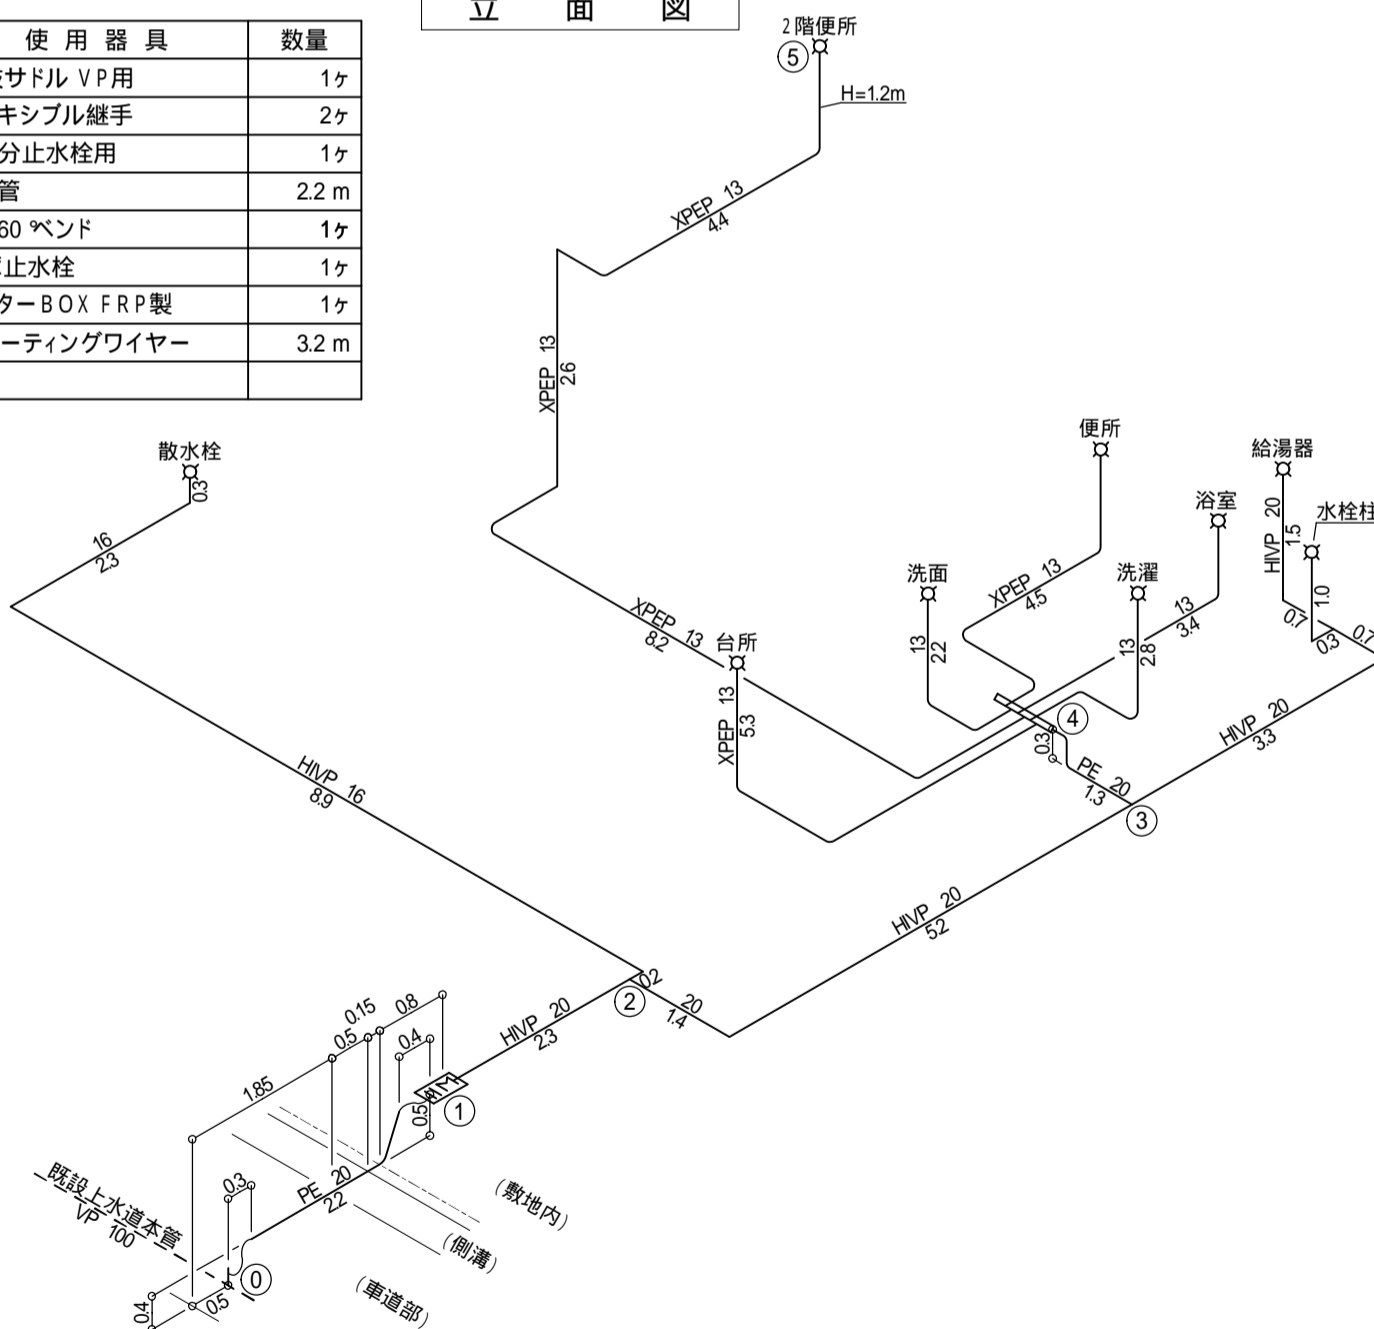 立 面 図
使 用 器 具 数量
サドル VP用 1ケ
キシブル継手 2ケ
分止水栓用 1ケ
管 2.2 m
60 °ベンド 1ケ
止水栓 1ケ
ターBOX FRP製 1ケ
ーティングワイヤー 3.2 m
2階便所
⑤
H=1.2m
XPEP 13
4.4
XPEP 13
2.6
散水栓
0.3
16
2.3
便所
給湯器
浴室
水栓柱
HIVP 20
1.5
1.0
0.7
0.3
0.7
洗面
洗濯
XPEP 13
4.5
13
3.4
13
2.2
13
2.8
XPEP 13
8.2
台所
XPEP 13
5.3
④
0.3
PE 20
1.3
③
HIVP 20
3.3
HIVP 16
8.9
HIVP 20
5.2
0.2
②
20
1.4
HIVP 20
2.3
0.15
0.8
0.5
0.4
1.85
M
0.5
①
0.3
PE 20
2.2
既設上水道本管
VP 100
(敷地内)
(側溝)
(車道部)
⓪
0.5
0.4